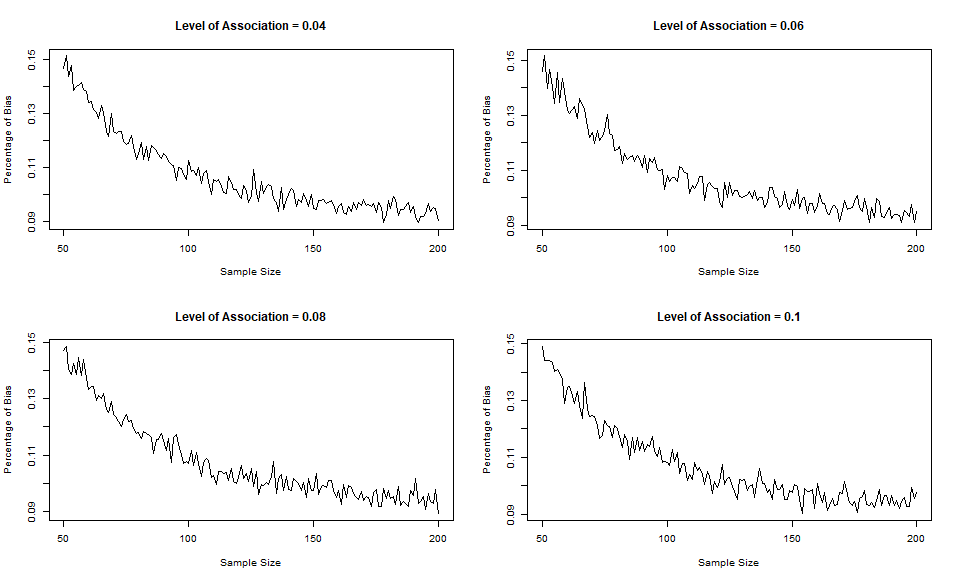 Level of Association = 0.04
Percentage of Bias
0.15
0.13
0.11
0.09
50 100 150 200
Sample Size
Level of Association = 0.06
Percentage of Bias
0.15
0.13
0.11
0.09
50 100 150 200
Sample Size
Level of Association = 0.08
Percentage of Bias
0.15
0.13
0.11
0.09
50 100 150 200
Sample Size
Level of Association = 0.1
Percentage of Bias
0.15
0.13
0.11
0.09
50 100 150 200
Sample Size